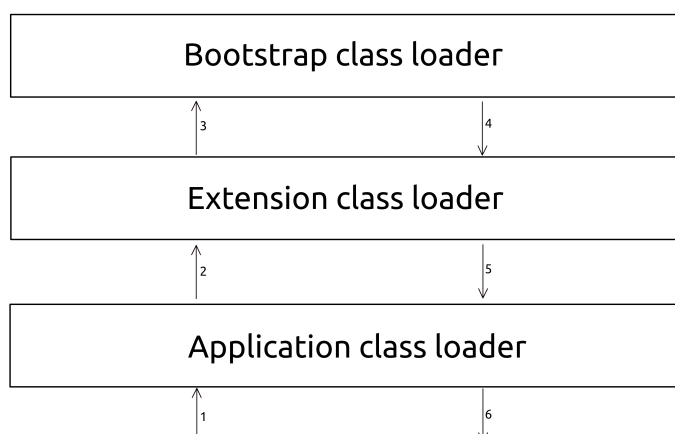 Bootstrap class loader
3 4
Extension class loader
2 5
Application class loader
1 6